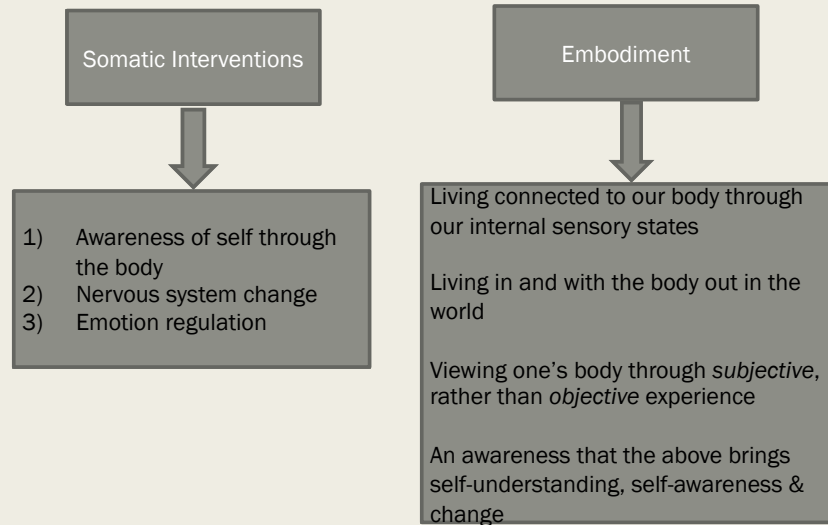 Somatic Interventions
Embodiment
1) Awareness of self through
the body
2) Nervous system change
3) Emotion regulation
Living connected to our body through
our internal sensory states
Living in and with the body out in the
world
Viewing one’s body through subjective,
rather than objective experience
An awareness that the above brings
self-understanding, self-awareness &
change